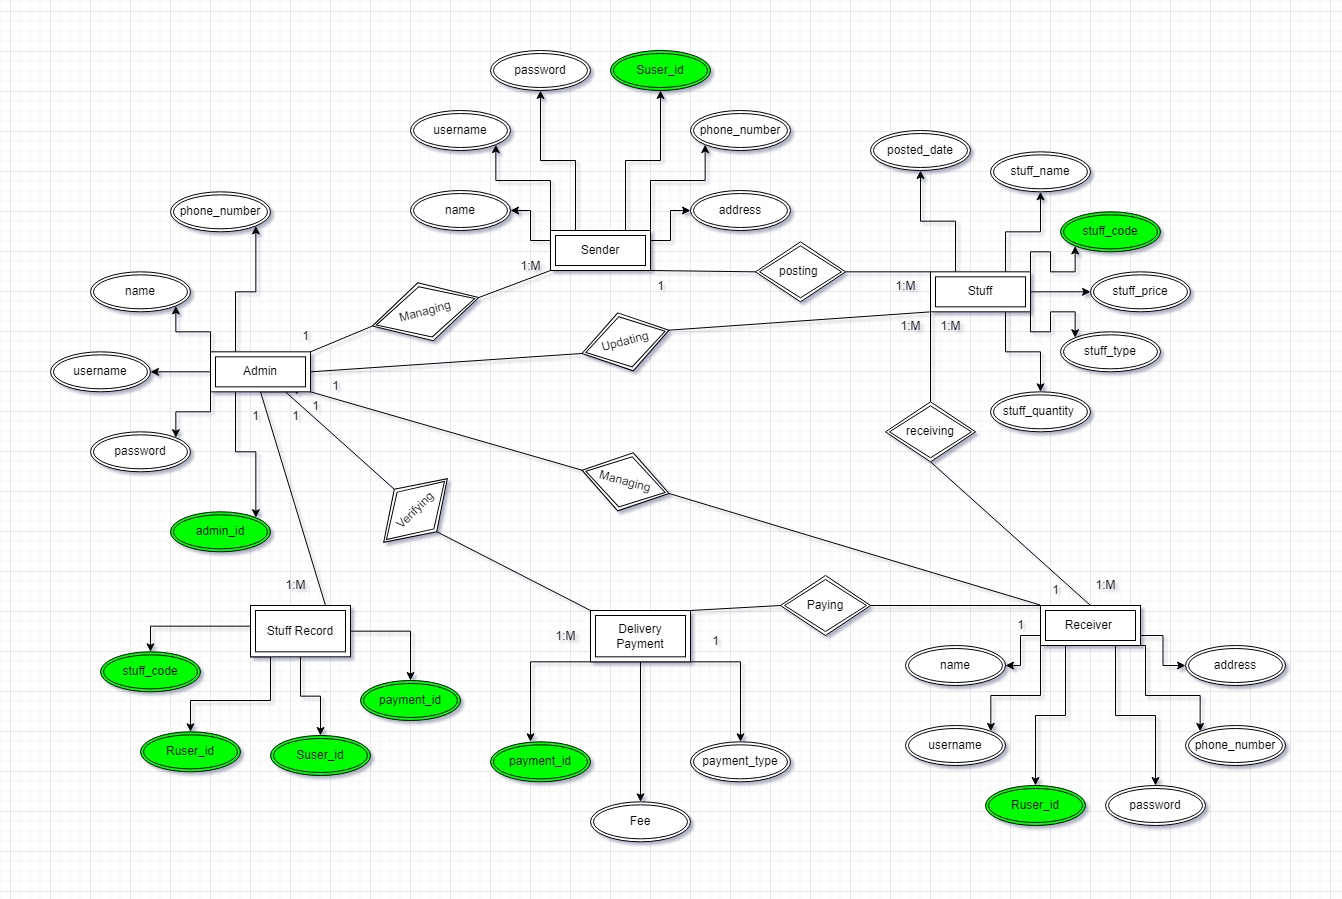 password
Suser_id
username
phone_number
posted_date
stuff_name
phone_number
name
address
stuff_code
Sender
1:M
posting
1
1:M
Stuff
stuff_price
name
Managing
1:M
1:M
1
Updating
stuff_type
username
Admin
1
1
1
1
stuff_quantity
password
receiving
Managing
Verifying
admin_id
1:M
1
1:M
Stuff Record
1:M
Delivery
Payment
1
Paying
1
Receiver
stuff_code
name
address
payment_id
Ruser_id
Suser_id
username
phone_number
payment_id
payment_type
Ruser_id
password
Fee